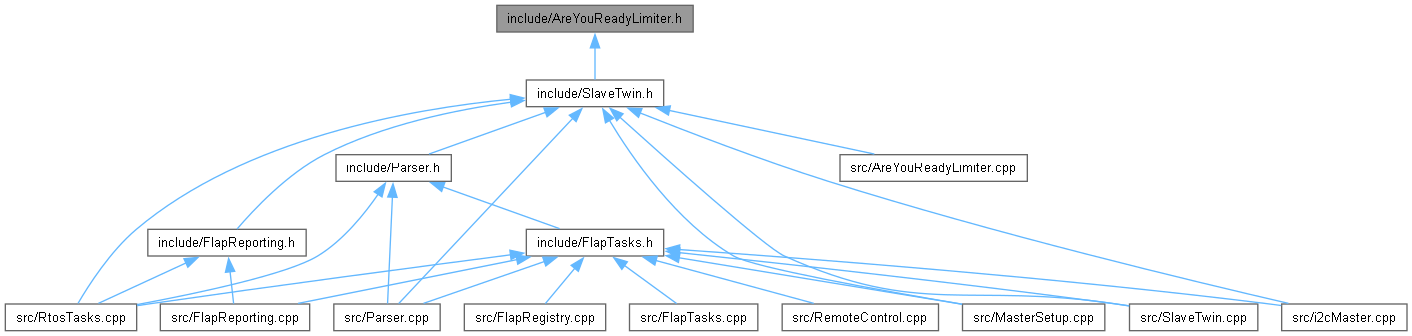 include/AreYouReadyLimiter.h
include/SlaveTwin.h
include/Parser.h
src/AreYouReadyLimiter.cpp
include/FlapReporting.h
include/FlapTasks.h
src/RtosTasks.cpp
src/FlapReporting.cpp
src/Parser.cpp
src/FlapRegistry.cpp
src/FlapTasks.cpp
src/RemoteControl.cpp
src/MasterSetup.cpp
src/SlaveTwin.cpp
src/i2cMaster.cpp